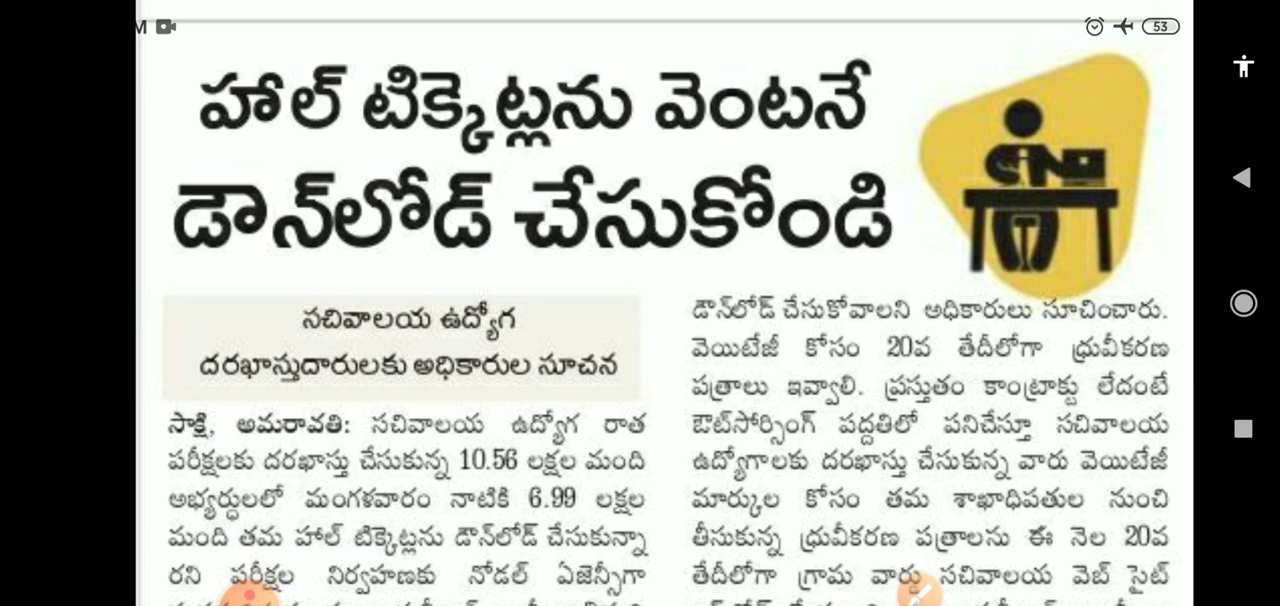 M
53
హాల్ టిక్కెట్లను వెంటనే
డౌన్‌లోడ్ చేసుకోండి
సచివాలయ ఉద్యోగ
దరఖాస్తుదారులకు అధికారుల సూచన
సాక్షి, అమరావతి: సచివాలయ ఉద్యోగ రాత
పరీక్షలకు దరఖాస్తు చేసుకున్న 10.56 లక్షల మంది
అభ్యర్థులలో మంగళవారం నాటికి 6.99 లక్షల
మంది తమ హాల్ టిక్కెట్లను డౌన్‌లోడ్ చేసుకున్నా
రని పరీక్షల నిర్వహణకు నోడల్ ఏజెన్సీగా
డౌన్‌లోడ్ చేసుకోవాలని అధికారులు సూచించారు.
వెయిటేజీ కోసం 20వ తేదీలోగా ధ్రువీకరణ
పత్రాలు ఇవ్వాలి. ప్రస్తుతం కాంట్రాక్టు లేదంటే
ఔట్‌సోర్సింగ్ పద్దతిలో పనిచేస్తూ సచివాలయ
ఉద్యోగాలకు దరఖాస్తు చేసుకున్న వారు వెయిటేజీ
మార్కుల కోసం తమ శాఖాధిపతుల నుంచి
తీసుకున్న ధ్రువీకరణ పత్రాలను ఈ నెల 20వ
తేదీలోగా గ్రామ వార్డు సచివాలయ వెబ్ సైట్